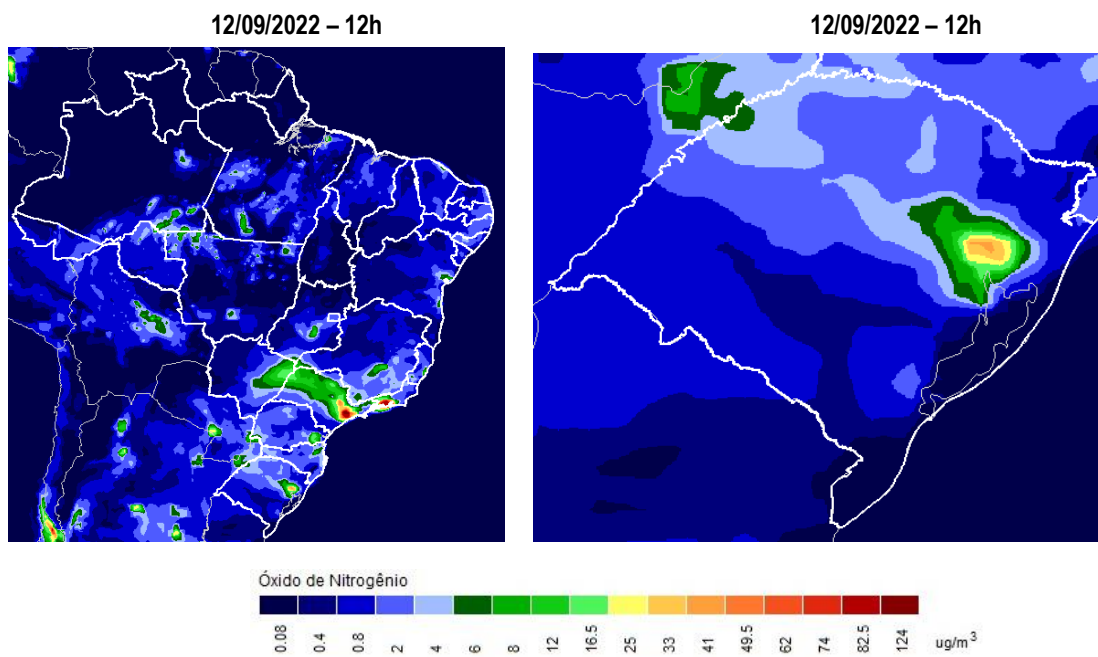 12/09/2022 – 12h
12/09/2022 – 12h
Óxido de Nitrogênio
0.08 0.4 0.8 2 4 6 8 12 16.5 25 33 41 49.5 62 74 82.5 124 ug/m³